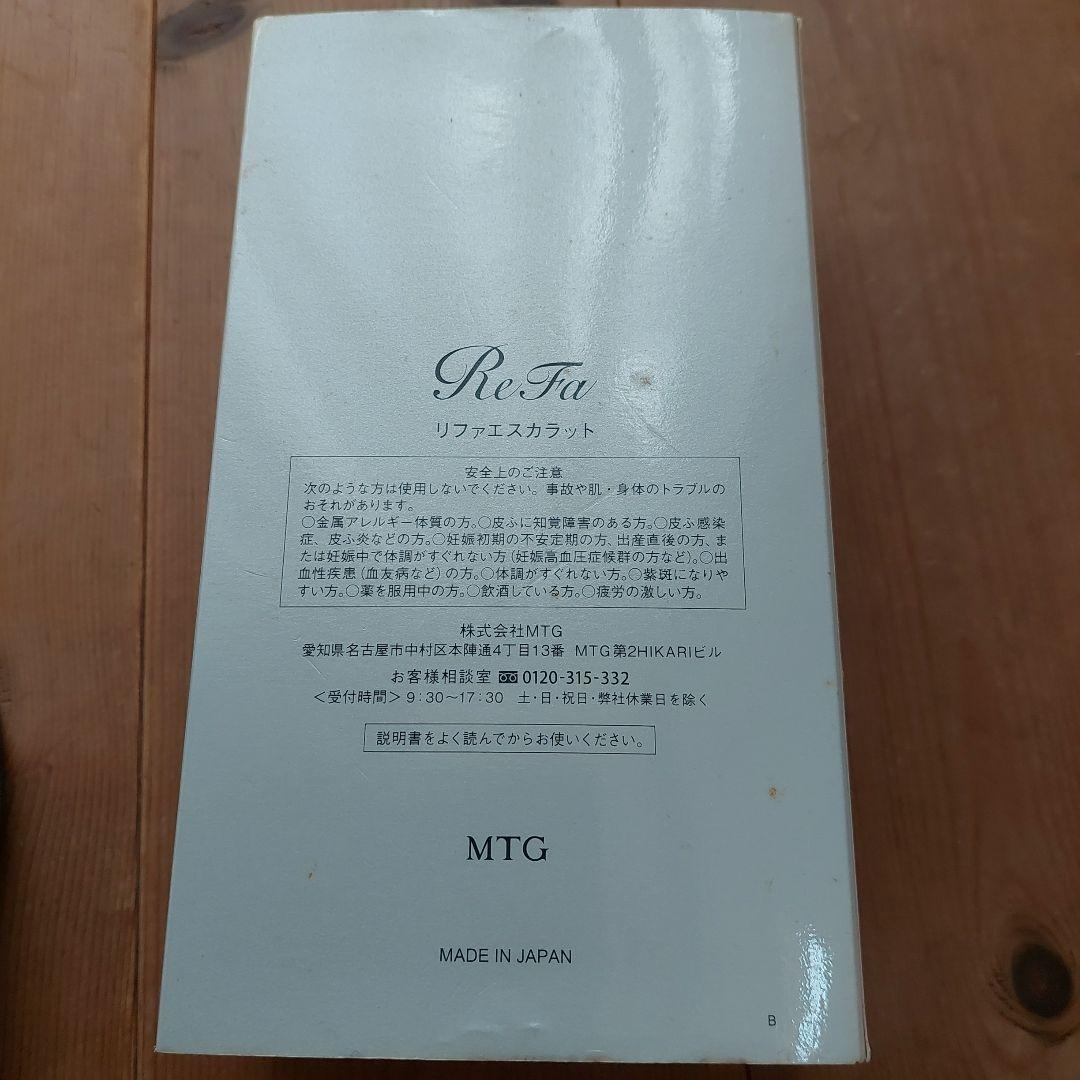 ReFa
リファエスカラット
安全上のご注意
次のような方は使用しないでください。事故や肌・身体のトラブルの
おそれがあります。
○金属アレルギー体質の方。○皮ふに知覚障害のある方。○皮ふ感染
症、皮ふ炎などの方。○妊娠初期の不安定期の方、出産直後の方、ま
たは妊娠中で体調がすぐれない方（妊娠高血圧症候群の方など）。○出
血性疾患（血友病など）の方。○体調がすぐれない方。○紫斑になりや
すい方。○薬を服用中の方。○飲酒している方。○疲労の激しい方。
株式会社MTG
愛知県名古屋市中村区本陣通4丁目13番 MTG第2HIKARIビル
お客様相談室 0120-315-332
＜受付時間＞9:30〜17:30 土・日・祝日・弊社休業日を除く
説明書をよく読んでからお使いください。
MTG
MADE IN JAPAN
B